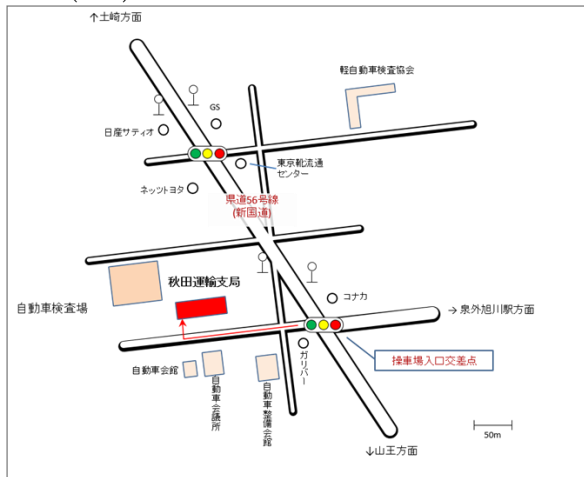 ↑土崎方面
軽自動車検査協会
GS
日産サティオ
東京靴流通
センター
ネッツトヨタ
県道56号線
(新国道)
秋田運輸支局
自動車検査場
コナカ
→ 泉外旭川駅方面
操車場入口交差点
ガリバー
自動車会館
自動車会議所
自動車整備会館
↓山王方面
50m